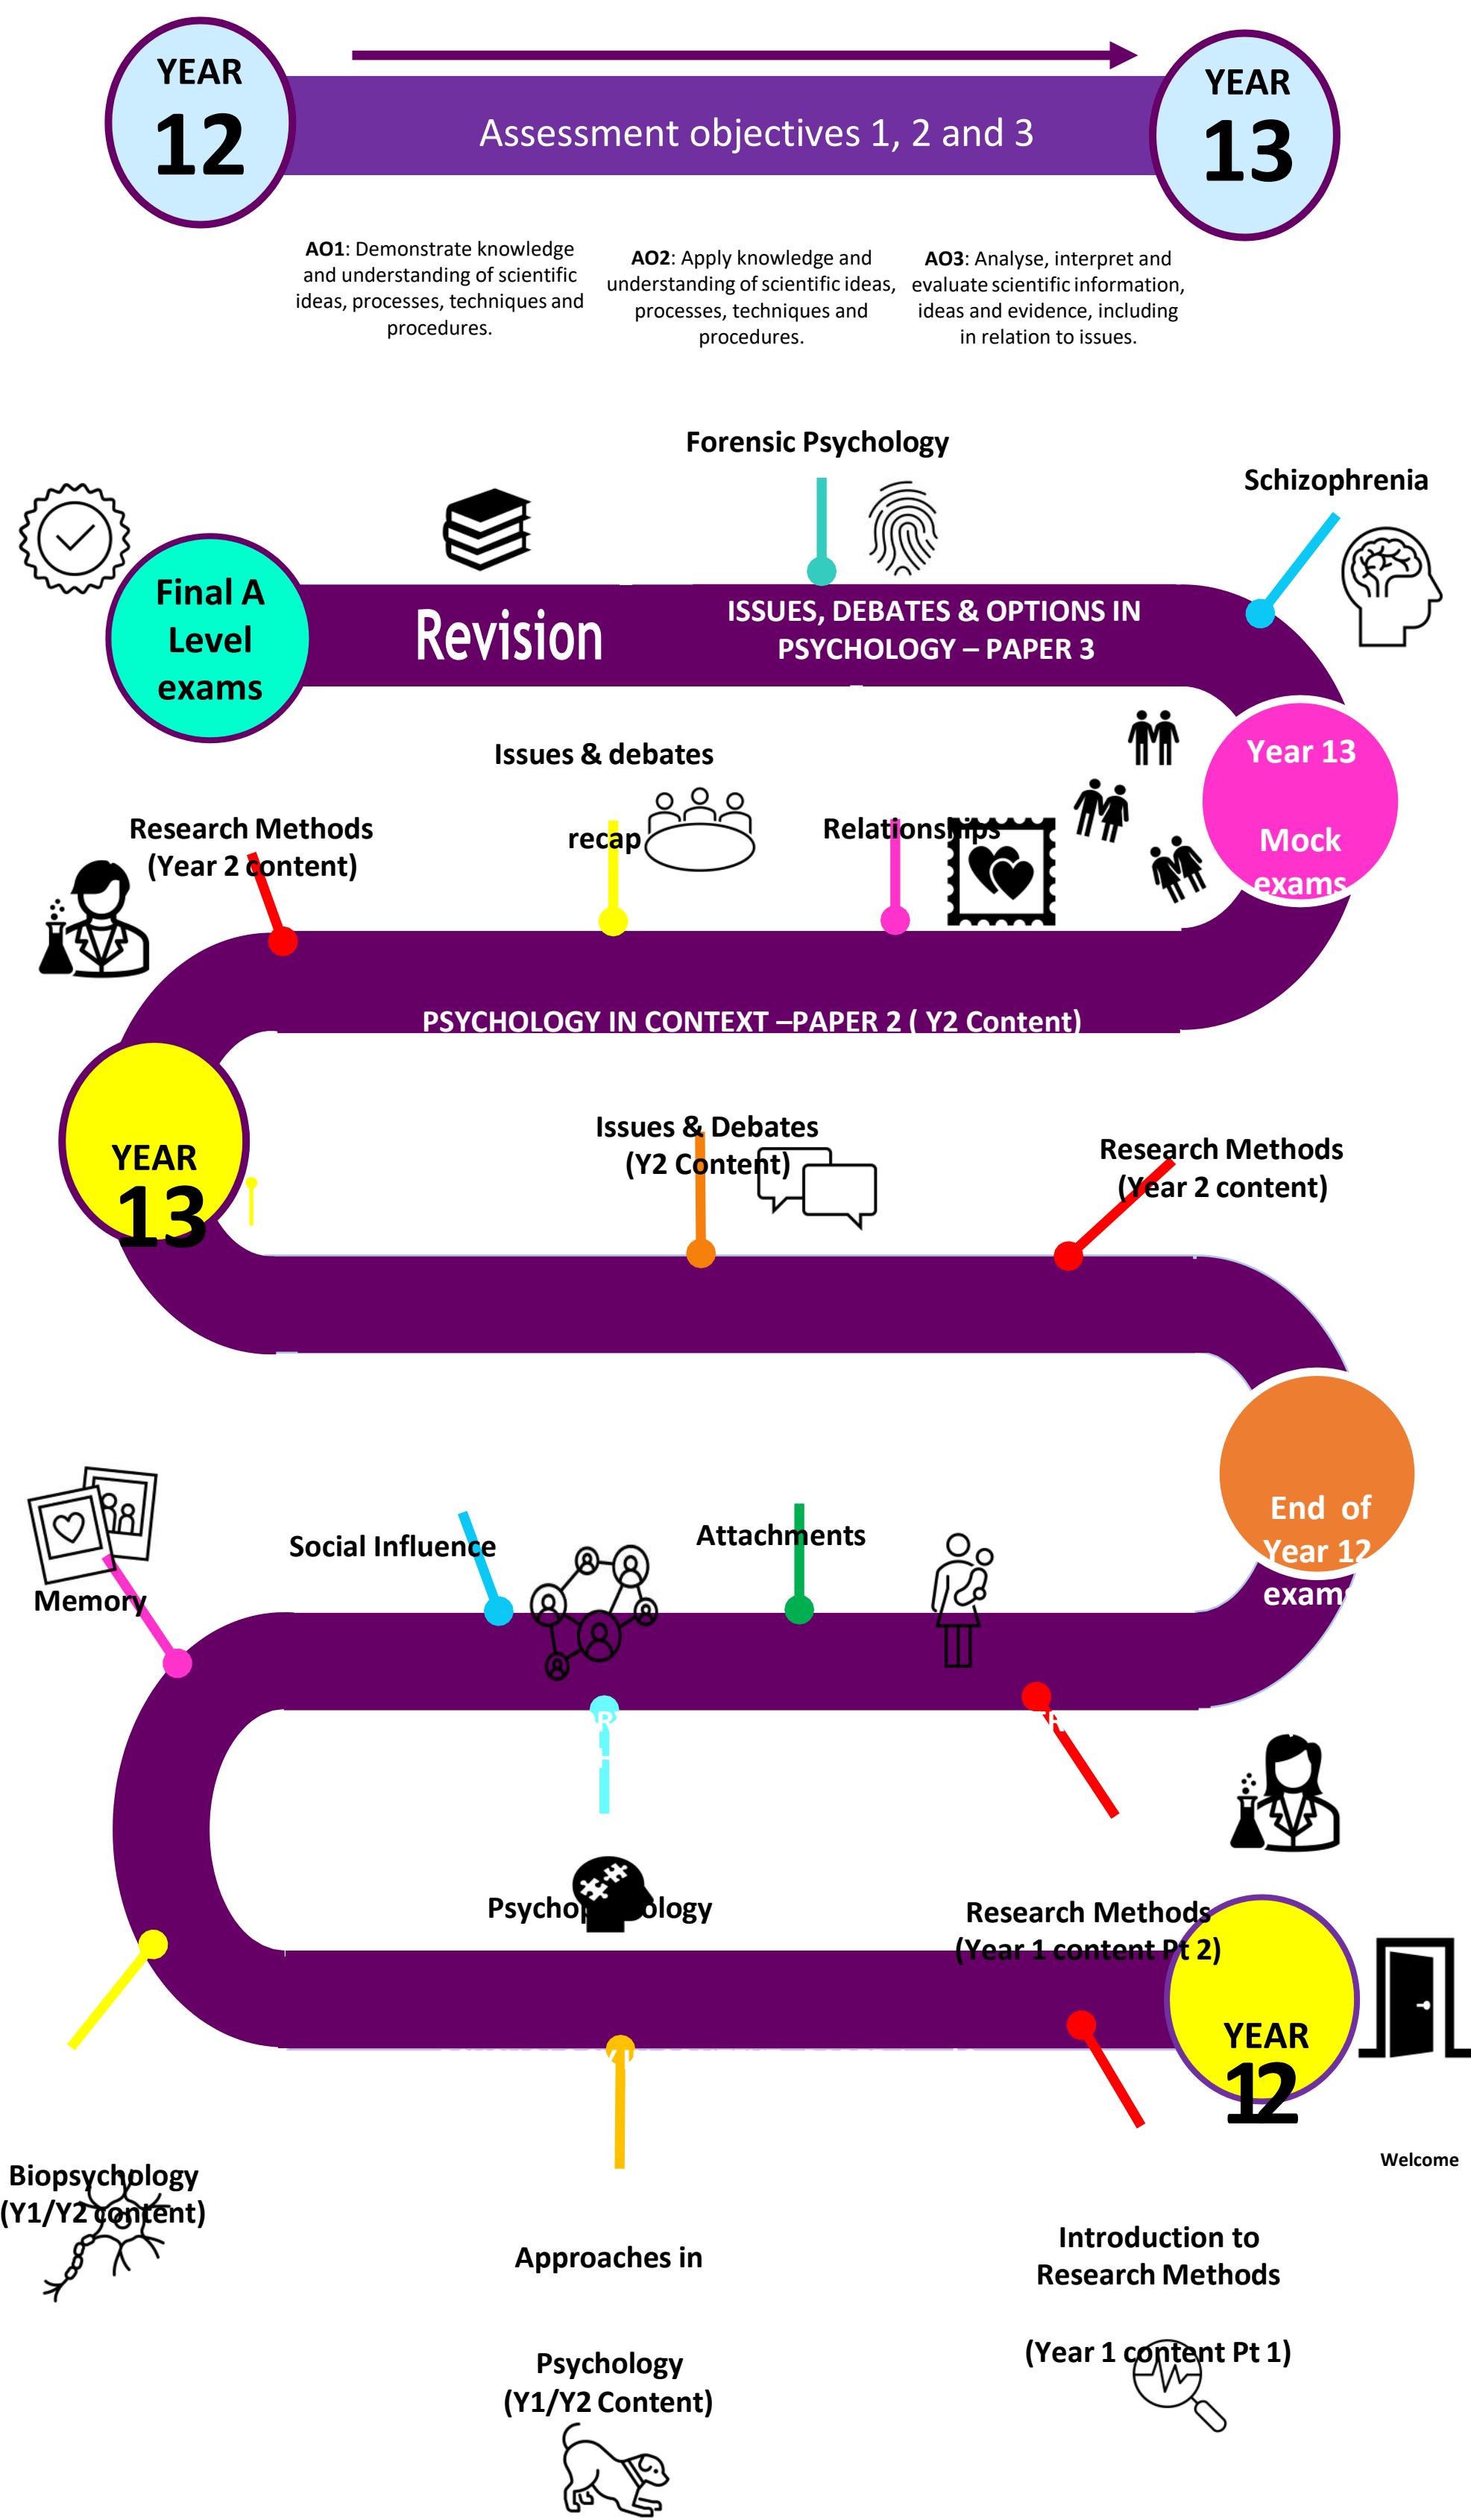 YEAR
12
Assessment objectives 1, 2 and 3
YEAR
13
AO1: Demonstrate knowledge
and understanding of scientific
ideas, processes, techniques and
procedures.
AO2: Apply knowledge and
understanding of scientific ideas,
processes, techniques and
procedures.
AO3: Analyse, interpret and
evaluate scientific information,
ideas and evidence, including
in relation to issues.
Forensic Psychology
Schizophrenia
Final A
Level
exams
Revision
ISSUES, DEBATES & OPTIONS IN
PSYCHOLOGY – PAPER 3
Year 13
Mock
exams
Issues & debates
recap
Research Methods
(Year 2 content)
Relationships
PSYCHOLOGY IN CONTEXT –PAPER 2 ( Y2 Content)
YEAR
13
Issues & Debates
(Y2 Content)
Research Methods
(Year 2 content)
End of
Year 12
exams
Social Influence
Attachments
Memory
Psychopathology
Research Methods
(Year 1 content Pt 2)
YEAR
12
Welcome
Biopsychology
(Y1/Y2 content)
Approaches in
Psychology
(Y1/Y2 Content)
Introduction to
Research Methods
(Year 1 content Pt 1)